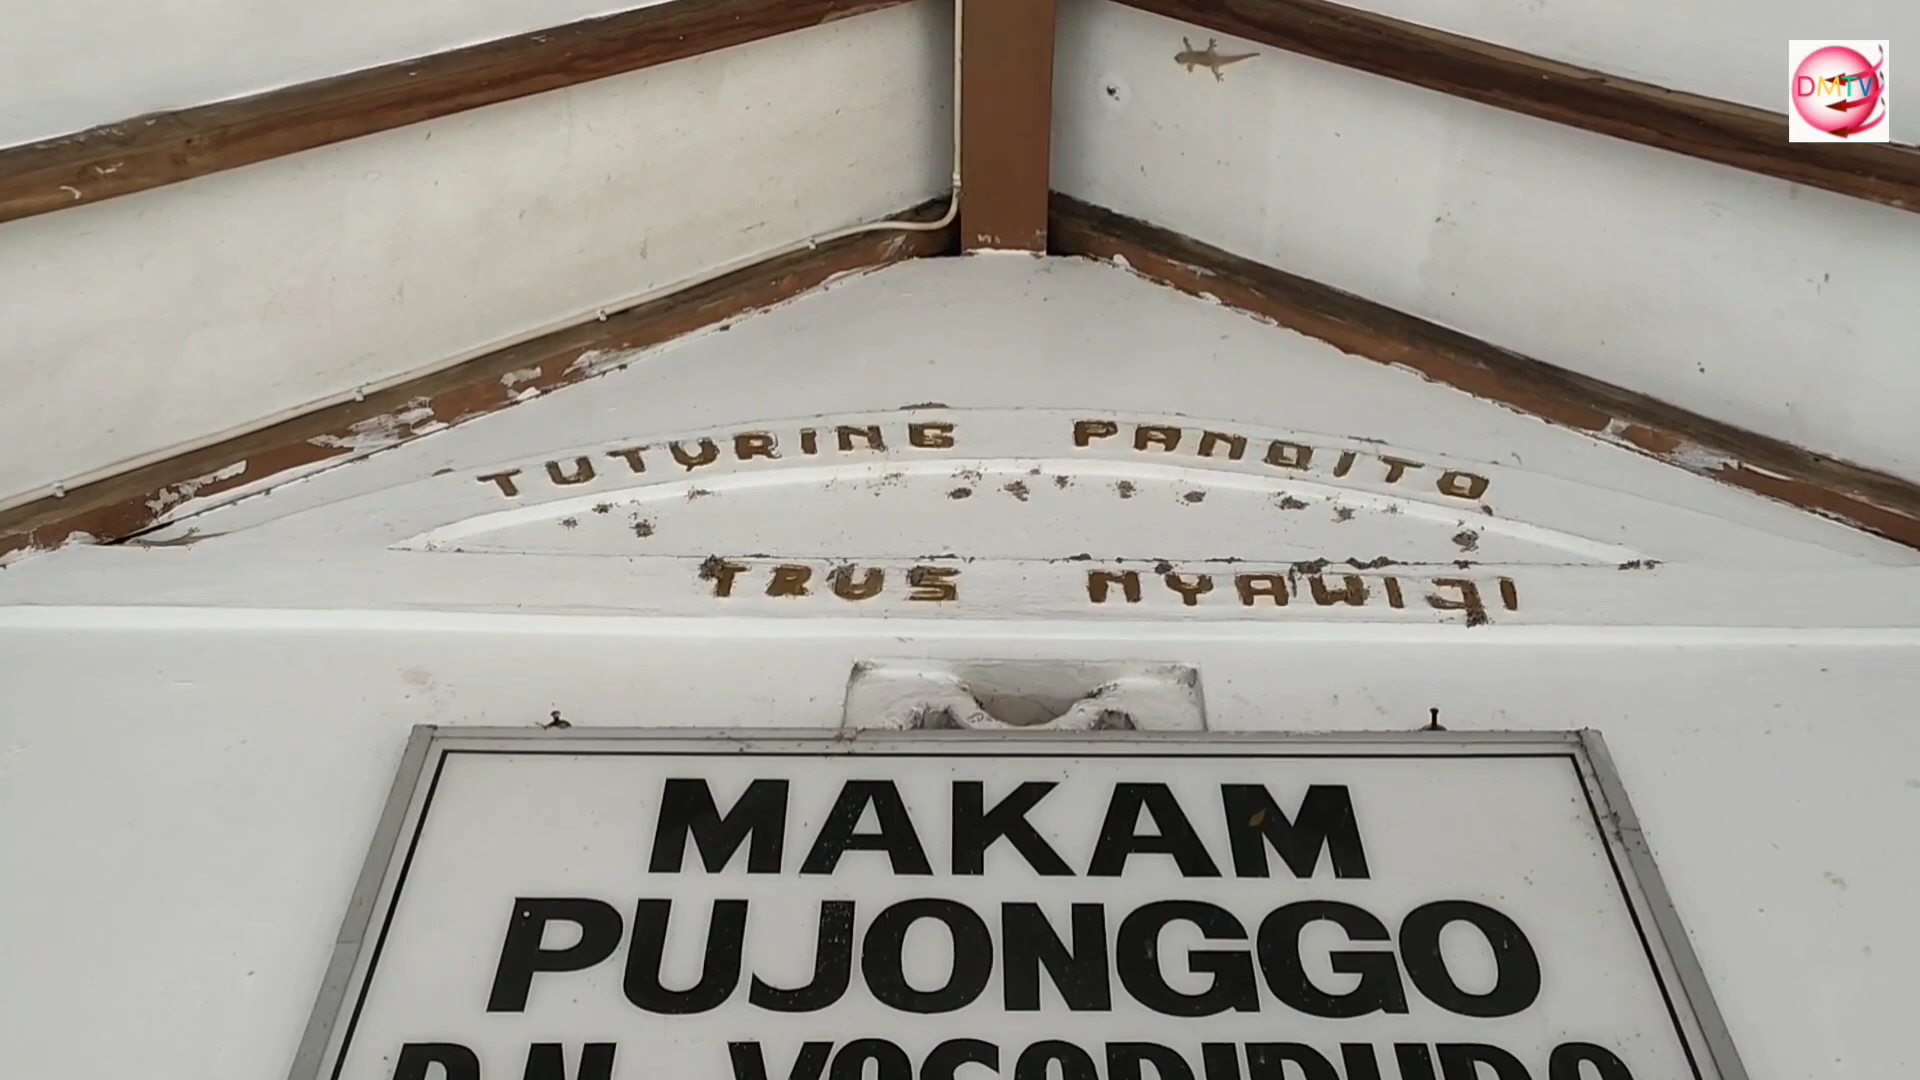 DMTV
TUTURING PANDITO
TRUS NYAWIJI
MAKAM
PUJONGGO